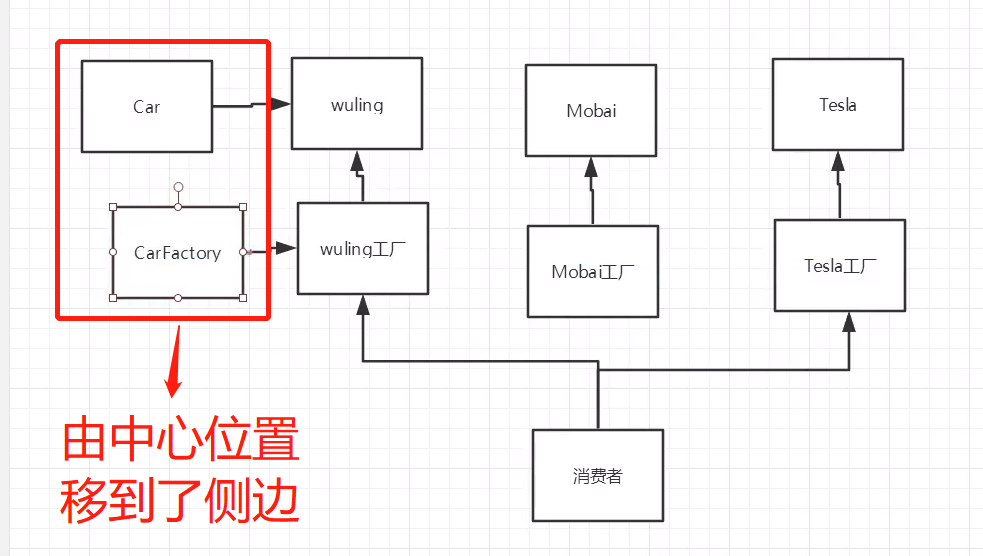 Car
wuling
Mobai
Tesla
CarFactory
wuling工厂
Mobai工厂
Tesla工厂
由中心位置
移到了侧边
消费者